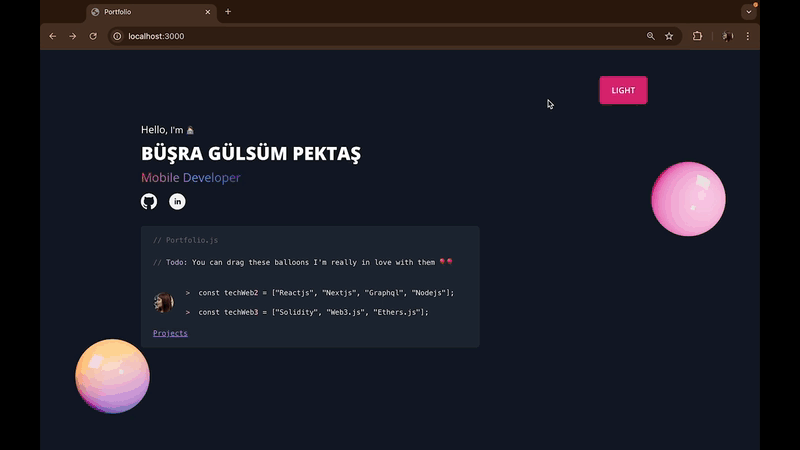 Portfolio
localhost:3000
LIGHT
Hello, I'm
BÜŞRA GÜLSÜM PEKTAŞ
Mobile Developer
in
// Portfolio.js
// Todo: You can drag these balloons I'm really in love with them 🎈🎈
> const techWeb2 = ["Reactjs", "Nextjs", "Graphql", "Nodejs"];
> const techWeb3 = ["Solidity", "Web3.js", "Ethers.js"];
Projects